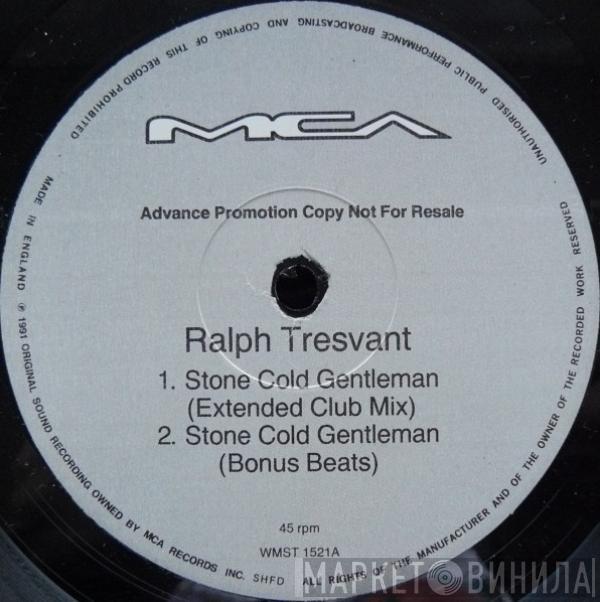 MCA
Advance Promotion Copy Not For Resale
Ralph Tresvant
1. Stone Cold Gentleman
(Extended Club Mix)
2. Stone Cold Gentleman
(Bonus Beats)
45 rpm
WMST 1521A
MADE IN ENGLAND ℗ 1991 ORIGINAL SOUND RECORDING OWNED BY MCA RECORDS INC. SHFD ALL RIGHTS OF THE MANUFACTURER AND OF THE OWNER OF THE RECORDED WORK RESERVED
UNAUTHORISED PUBLIC PERFORMANCE BROADCASTING AND COPYING OF THIS RECORD PROHIBITED
МАРКЕТ ВИНИЛА